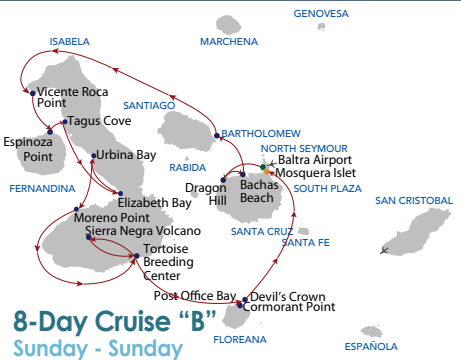 GENOVESA
ISABELA
MARCHENA
Vicente Roca
Point
SANTIAGO
Tagus Cove
BARTHOLOMEW
Espinoza
Point
Urbina Bay
NORTH SEYMOUR
Baltra Airport
RABIDA
Mosquera Islet
Dragon
Hill
Bachas
Beach
SOUTH PLAZA
FERNANDINA
Elizabeth Bay
SAN CRISTOBAL
Moreno Point
Sierra Negra Volcano
SANTA CRUZ
SANTA FE
Tortoise
Breeding
Center
Post Office Bay
Devil's Crown
Cormorant Point
8-Day Cruise “B”
Sunday - Sunday
FLOREANA
ESPAÑOLA